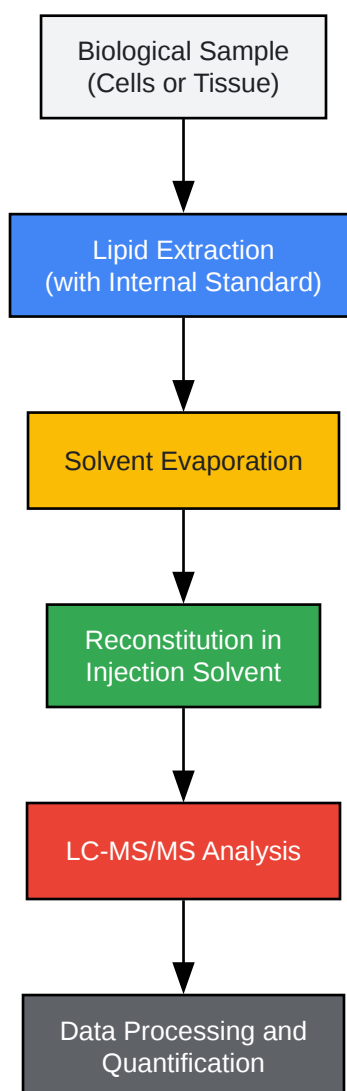 Biological Sample
(Cells or Tissue)
Lipid Extraction
(with Internal Standard)
Solvent Evaporation
Reconstitution in
Injection Solvent
LC-MS/MS Analysis
Data Processing and
Quantification